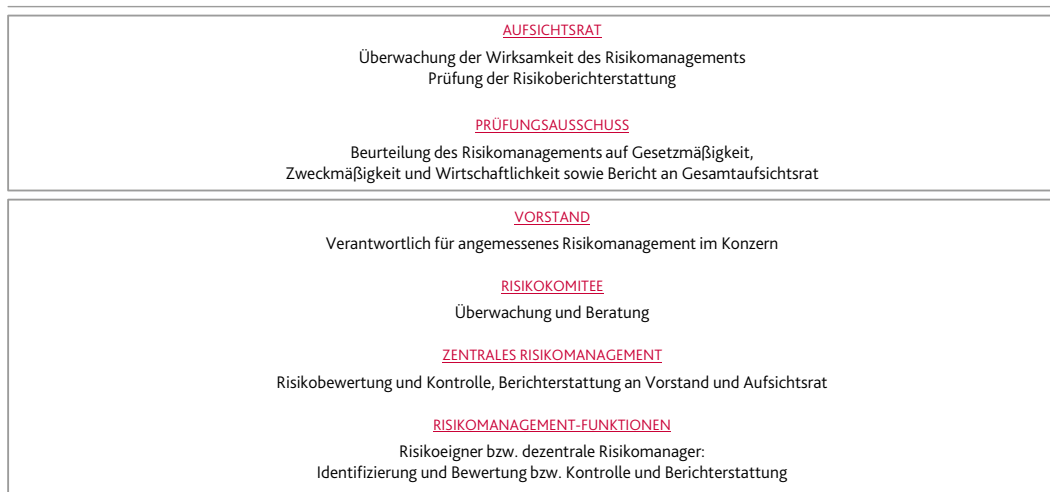 AUFSICHTSRAT
Überwachung der Wirksamkeit des Risikomanagements
Prüfung der Risikoberichterstattung
PRÜFUNGSAUSSCHUSS
Beurteilung des Risikomanagements auf Gesetzmäßigkeit,
Zweckmäßigkeit und Wirtschaftlichkeit sowie Bericht an Gesamtaufsichtsrat
VORSTAND
Verantwortlich für angemessenes Risikomanagement im Konzern
RISIKOKOMITEE
Überwachung und Beratung
ZENTRALES RISIKOMANAGEMENT
Risikobewertung und Kontrolle, Berichterstattung an Vorstand und Aufsichtsrat
RISIKOMANAGEMENT-FUNKTIONEN
Risikoeigner bzw. dezentrale Risikomanager:
Identifizierung und Bewertung bzw. Kontrolle und Berichterstattung